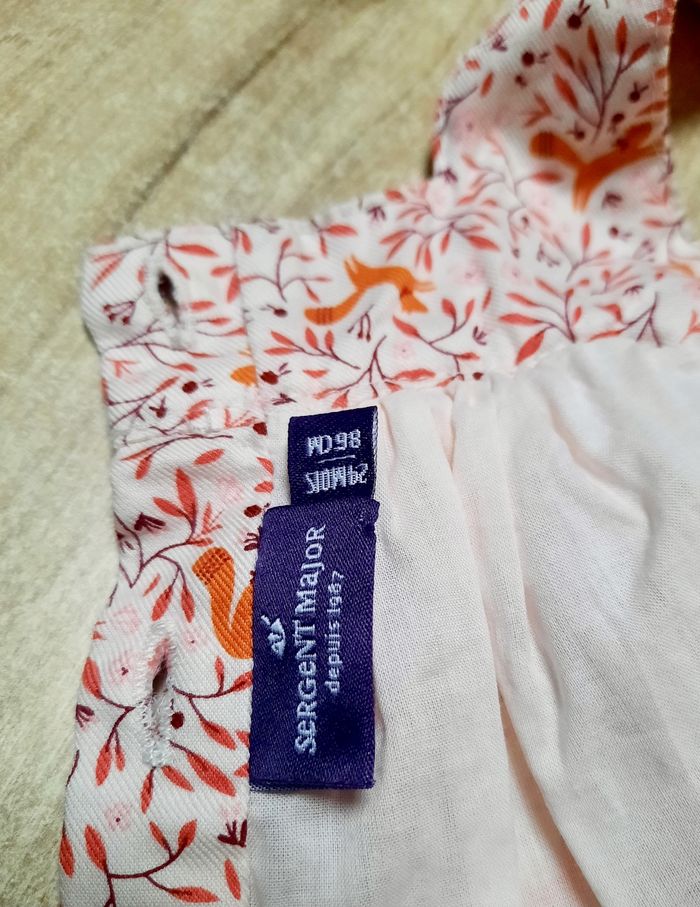 86CM
24MOIS
SERGENT MAJOR
depuis 1987